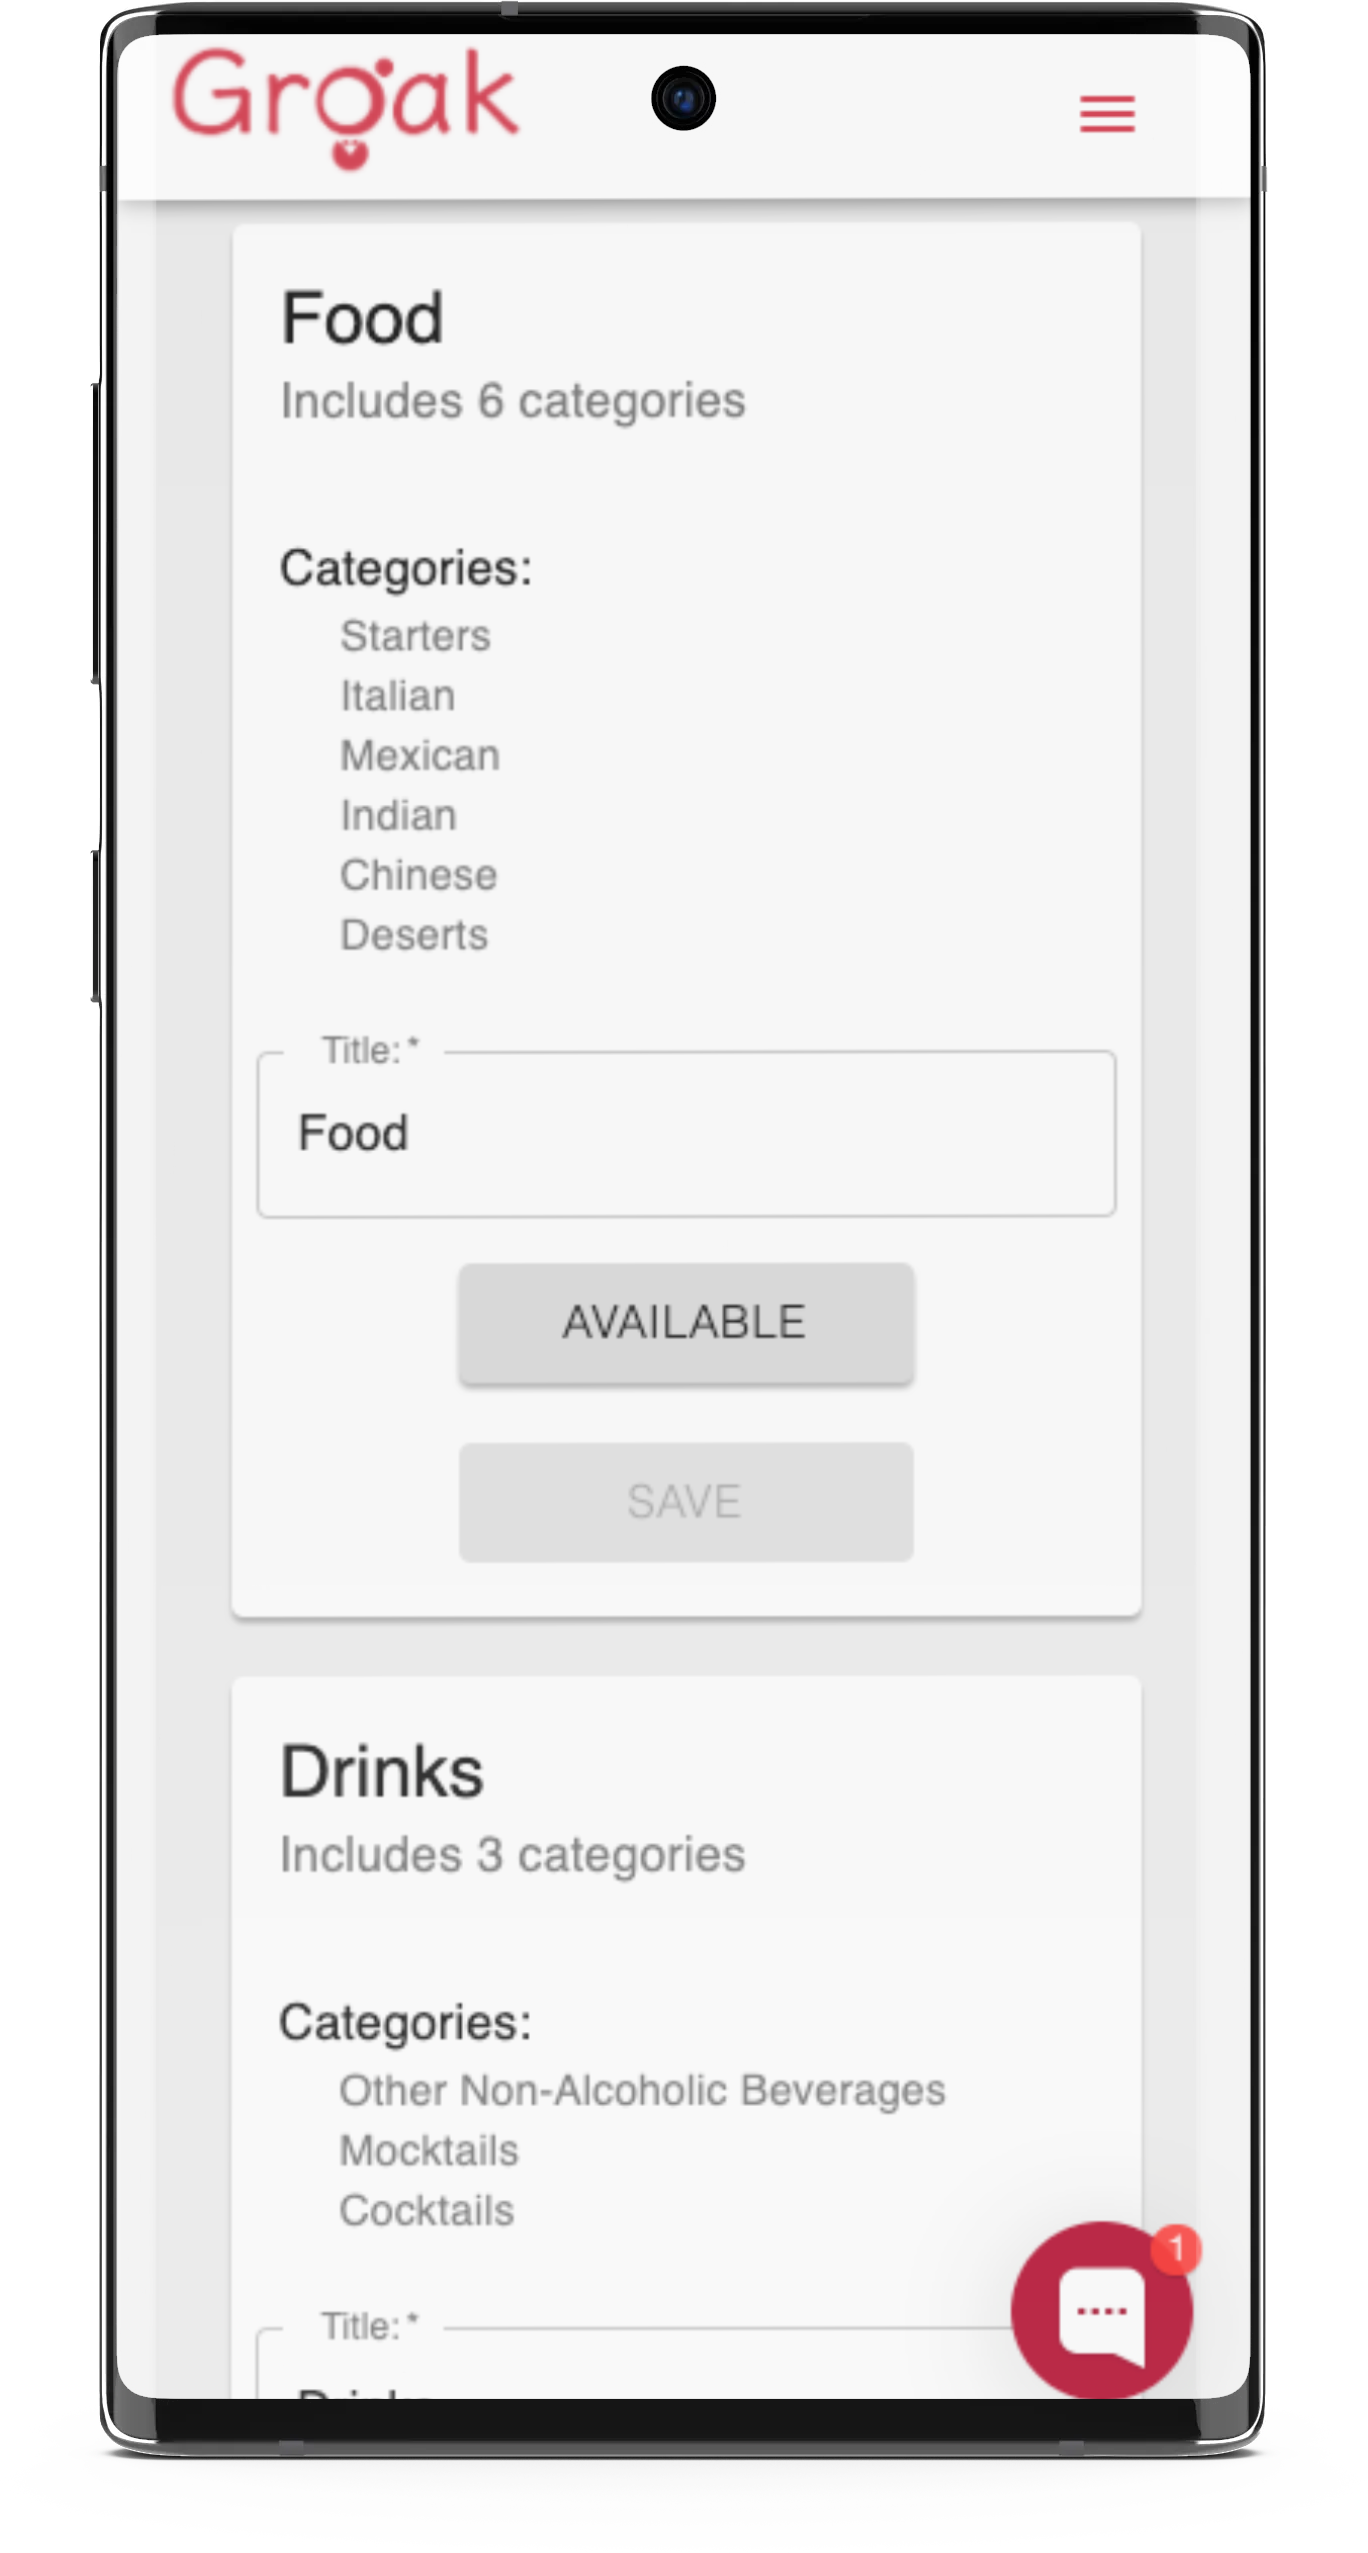 Groak
Food
Includes 6 categories
Categories:
Starters
Italian
Mexican
Indian
Chinese
Deserts
Title: *
Food
AVAILABLE
SAVE
Drinks
Includes 3 categories
Categories:
Other Non-Alcoholic Beverages
Mocktails
Cocktails
1
Title: *